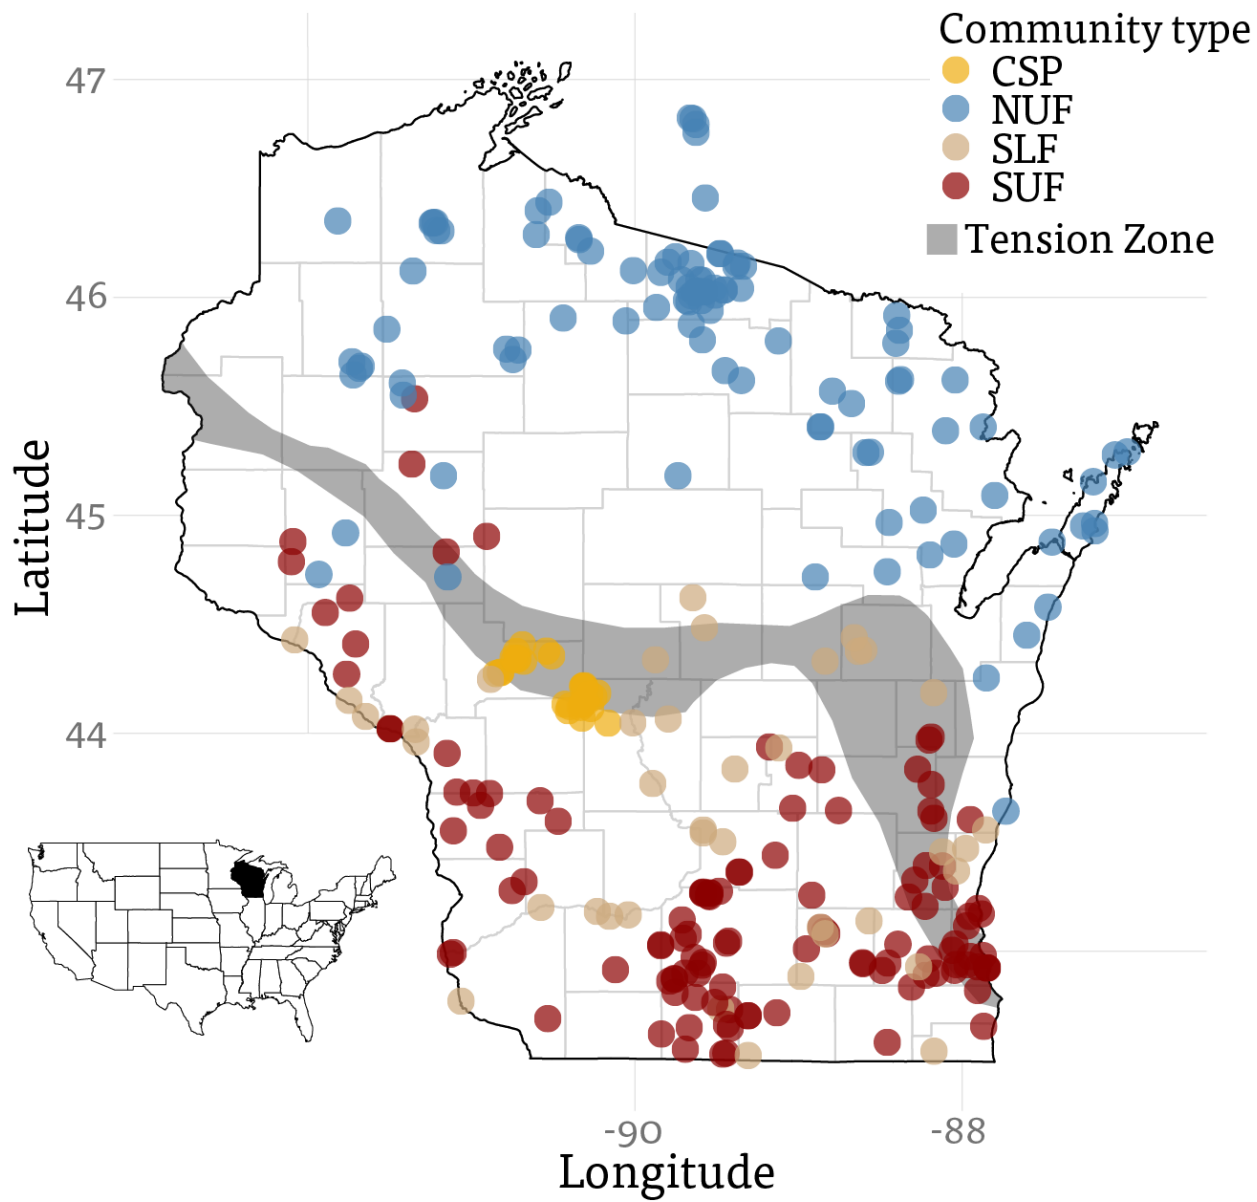 Community type
CSP
NUF
SLF
SUF
Tension Zone
47
46
45
44
Latitude
-90
-88
Longitude